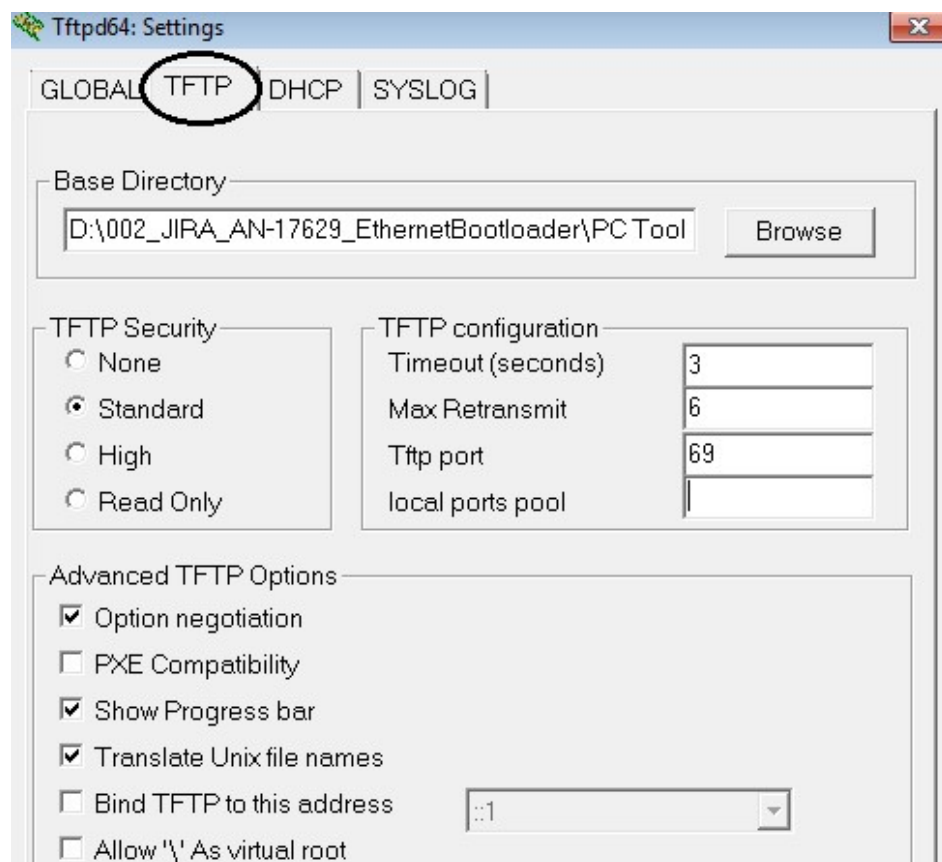 Tftpd64: Settings
GLOBAL TFTP DHCP SYSLOG
Base Directory
D:\002_JIRA_AN-17629_EthernetBootloader\PC Tool Browse
TFTP Security
None
Standard
High
Read Only
TFTP configuration
Timeout (seconds) 3
Max Retransmit 6
Tftp port 69
local ports pool
Advanced TFTP Options
Option negotiation
PXE Compatibility
Show Progress bar
Translate Unix file names
Bind TFTP to this address ::1
Allow '\' As virtual root